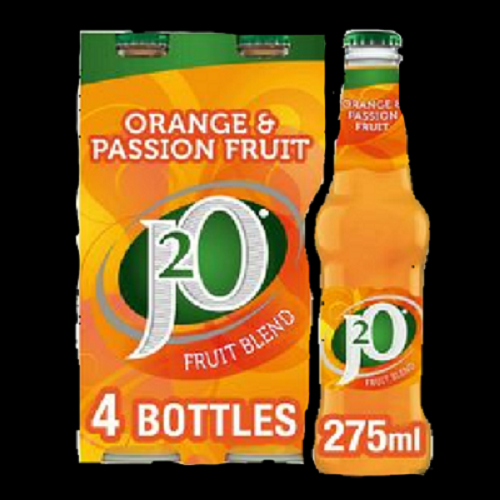 ORANGE &
PASSION FRUIT
J2O
FRUIT BLEND
4 BOTTLES
ORANGE &
PASSION
FRUIT
J2O
FRUIT BLEND
275ml